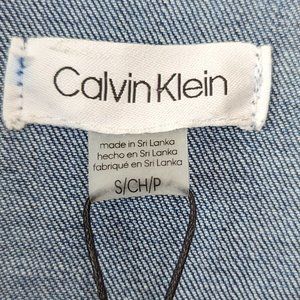 Calvin Klein
made in Sri Lanka
hecho en Sri Lanka
fabriqué en Sri Lanka
S/CH/P